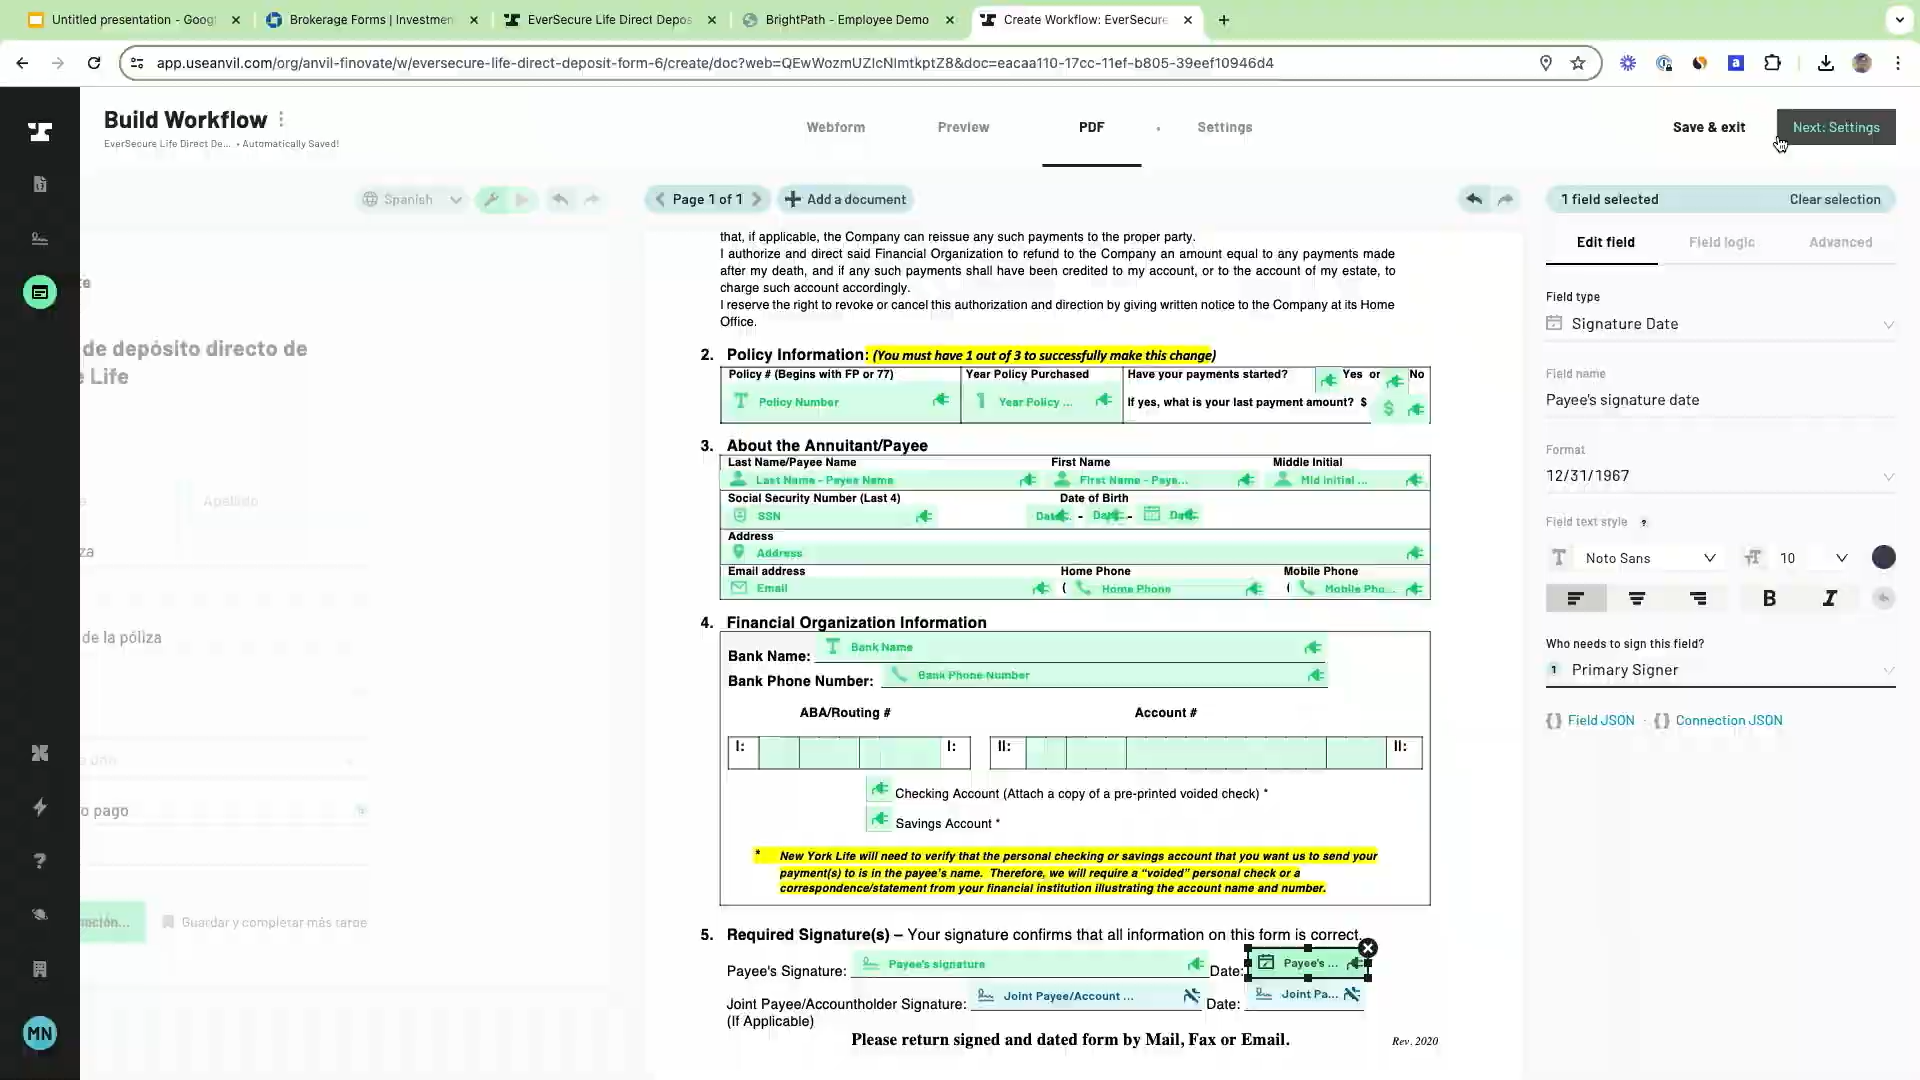 Untitled presentation - Goog
Brokerage Forms | Investmen
EverSecure Life Direct Depos
BrightPath - Employee Demo
Create Workflow: EverSecure
app.useanvil.com/org/anvil-finovate/w/eversecure-life-direct-deposit-form-6/create/doc?web=QEwWozmUZlcNlmtkptZ8&doc=eacaa110-17cc-11ef-b805-39eef10946d4
Build Workflow
EverSecure Life Direct De... • Automatically Saved!
Webform
Preview
PDF
Settings
Save & exit
Next: Settings
Spanish
Page 1 of 1
Add a document
1 field selected
Clear selection
Edit field
Field logic
Advanced
Field type
Signature Date
Field name
Payee's signature date
Format
12/31/1967
Field text style ?
Noto Sans
10
B
I
Who needs to sign this field?
1 Primary Signer
Field JSON · Connection JSON
de depósito directo de
Life
Apellido
za
de la póliza
o pago
Guardar y completar más tarde
MN
that, if applicable, the Company can reissue any such payments to the proper party.
I authorize and direct said Financial Organization to refund to the Company an amount equal to any payments made
after my death, and if any such payments shall have been credited to my account, or to the account of my estate, to
charge such account accordingly.
I reserve the right to revoke or cancel this authorization and direction by giving written notice to the Company at its Home
Office.
2. Policy Information: (You must have 1 out of 3 to successfully make this change)
Policy # (Begins with FP or 77)
Year Policy Purchased
Have your payments started?
Yes or
No
Policy Number
Year Policy ...
If yes, what is your last payment amount? $
$
3. About the Annuitant/Payee
Last Name/Payee Name
First Name
Middle Initial
Last Name - Payee Name
First Name - Paye...
Mid Initial ...
Social Security Number (Last 4)
Date of Birth
SSN
Dat - Dat - Dat
Address
Address
Email address
Home Phone
Mobile Phone
Email
( Home Phone
( Mobile Pho...
4. Financial Organization Information
Bank Name: Bank Name
Bank Phone Number: Bank Phone Number
ABA/Routing #
Account #
I:
I:
II:
II:
Checking Account (Attach a copy of a pre-printed voided check) *
Savings Account *
* New York Life will need to verify that the personal checking or savings account that you want us to send your
payment(s) to is in the payee's name. Therefore, we will require a “voided” personal check or a
correspondence/statement from your financial institution illustrating the account name and number.
5. Required Signature(s) – Your signature confirms that all information on this form is correct.
Payee's Signature: Payee's signature Date: Payee's ...
Joint Payee/Accountholder Signature: Joint Payee/Account ... Date: Joint Pa...
(If Applicable)
Please return signed and dated form by Mail, Fax or Email.
Rev. 2020